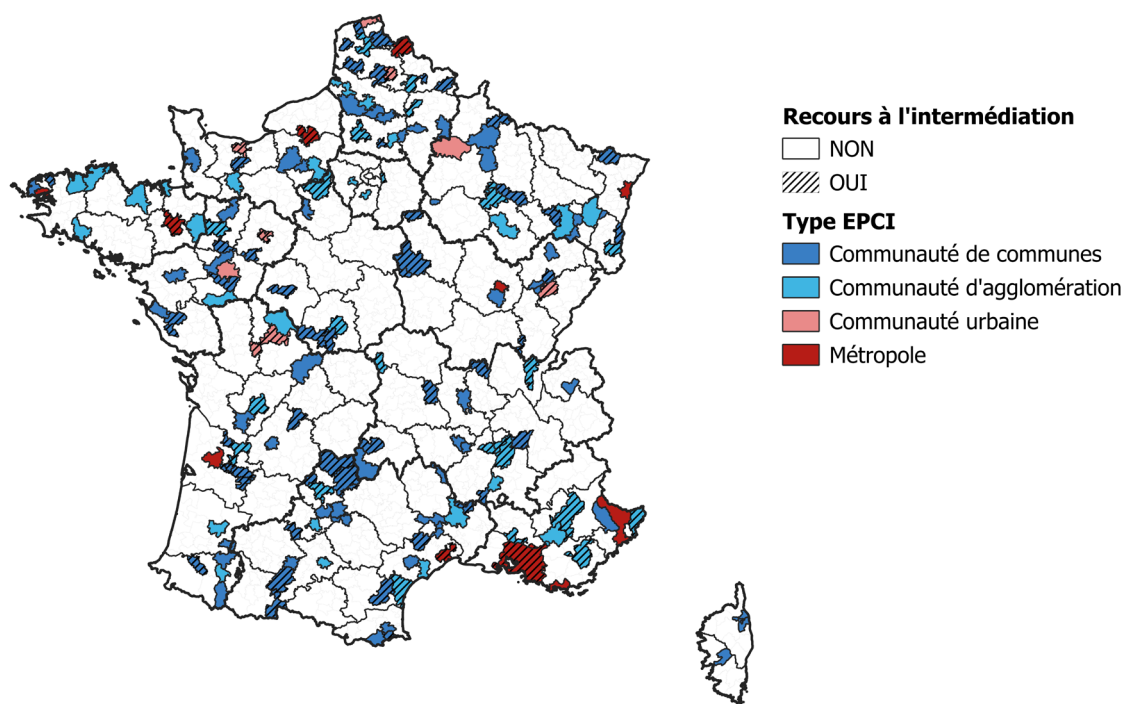 Recours à l'intermédiation
NON
OUI
Type EPCI
Communauté de communes
Communauté d'agglomération
Communauté urbaine
Métropole